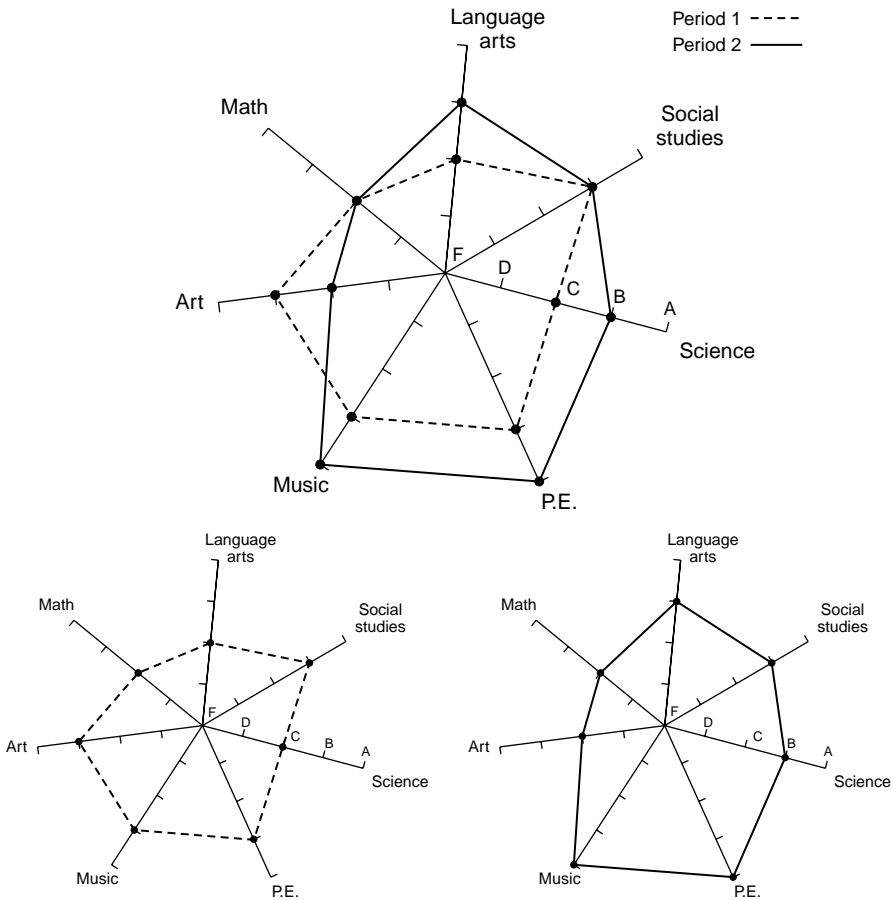 Language
arts
Period 1
Period 2
Math
Social
studies
F
D
C
B
A
Art
Science
Music
P.E.
Language
arts
Math
Social
studies
F
D
C
B
A
Art
Science
Music
P.E.
Language
arts
Math
Social
studies
F
D
C
B
A
Art
Science
Music
P.E.